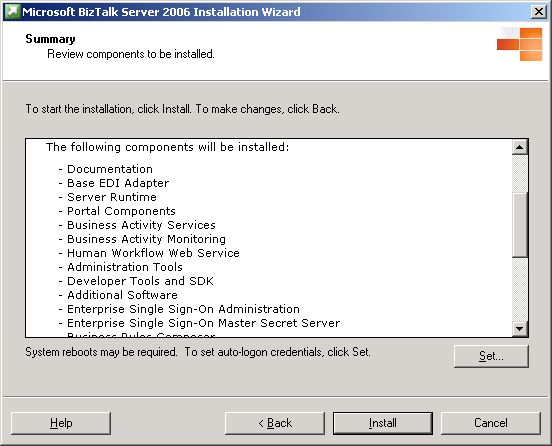 Microsoft BizTalk Server 2006 Installation Wizard
Summary
Review components to be installed.
To start the installation, click Install. To make changes, click Back.
The following components will be installed:
- Documentation
- Base EDI Adapter
- Server Runtime
- Portal Components
- Business Activity Services
- Business Activity Monitoring
- Human Workflow Web Service
- Administration Tools
- Developer Tools and SDK
- Additional Software
- Enterprise Single Sign-On Administration
- Enterprise Single Sign-On Master Secret Server
- Business Rules Composer
System reboots may be required. To set auto-logon credentials, click Set.
Set...
Help
< Back
Install
Cancel